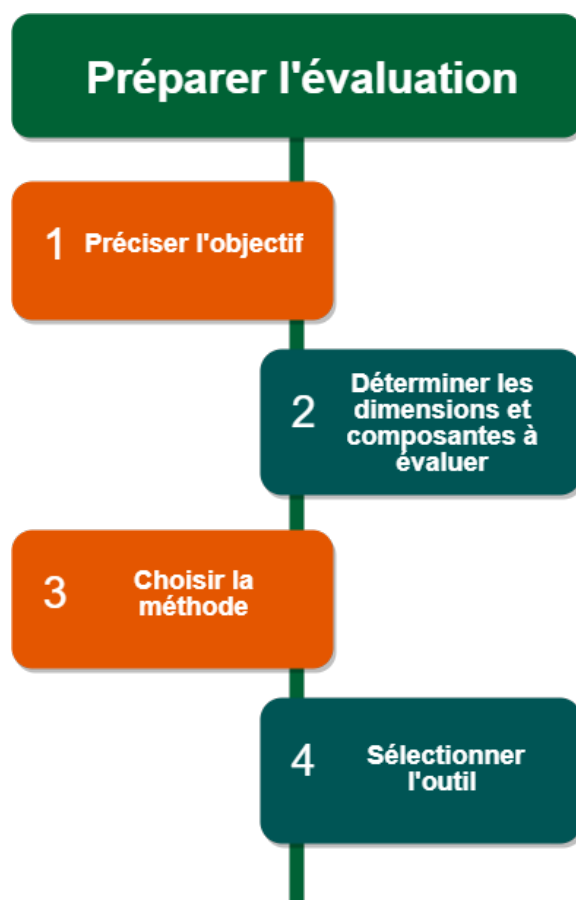 Préparer l'évaluation
1 Préciser l'objectif
2
Déterminer les
dimensions et
composantes à
évaluer
3
Choisir la
méthode
4
Sélectionner
l'outil